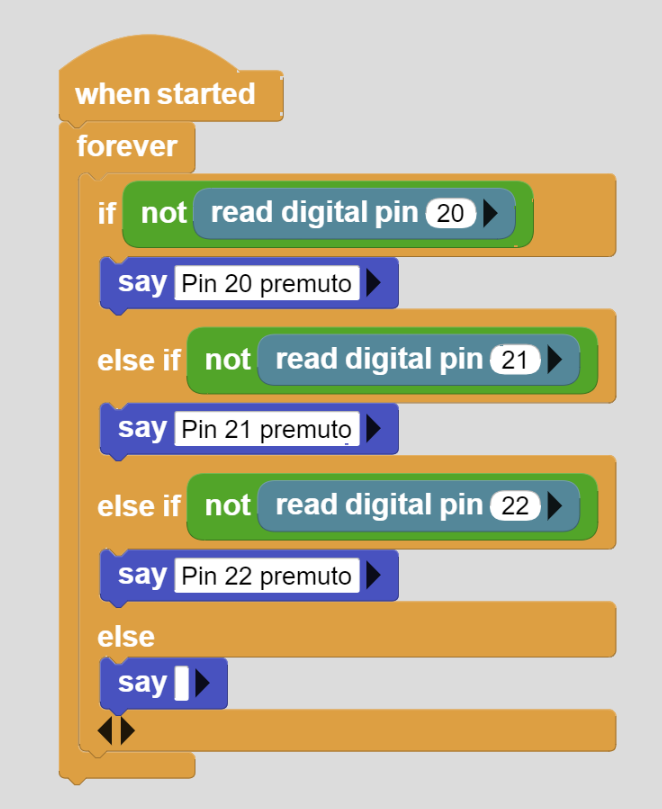 when started
forever
if not read digital pin 20
say Pin 20 premuto
else if not read digital pin 21
say Pin 21 premuto
else if not read digital pin 22
say Pin 22 premuto
else
say